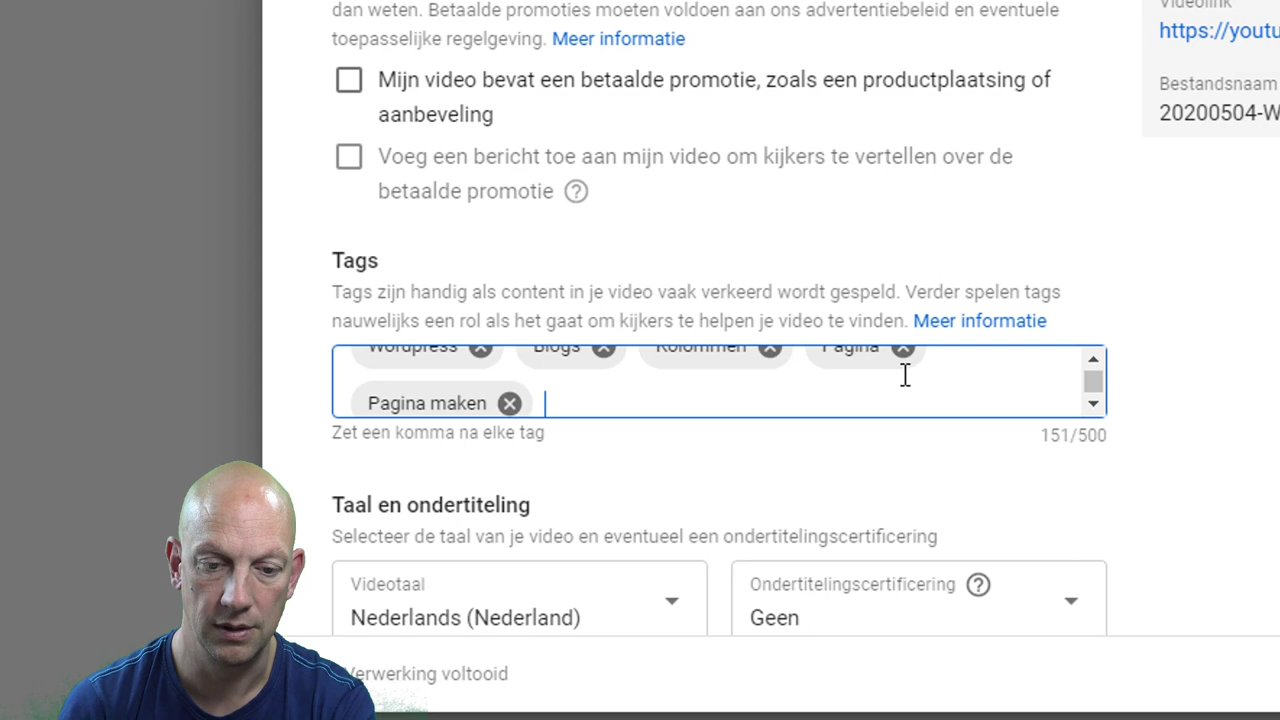 dan weten. Betaalde promoties moeten voldoen aan ons advertentiebeleid en eventuele
toepasselijke regelgeving. Meer informatie
Mijn video bevat een betaalde promotie, zoals een productplaatsing of
aanbeveling
Voeg een bericht toe aan mijn video om kijkers te vertellen over de
betaalde promotie
Tags
Tags zijn handig als content in je video vaak verkeerd wordt gespeld. Verder spelen tags
nauwelijks een rol als het gaat om kijkers te helpen je video te vinden. Meer informatie
Wordpress Blogs Kolommen Pagina
Pagina maken
Zet een komma na elke tag
151/500
Taal en ondertiteling
Selecteer de taal van je video en eventueel een ondertitelingscertificering
Videotaal
Nederlands (Nederland)
Ondertitelingscertificering
Geen
Verwerking voltooid
Videolink
https://youtu
Bestandsnaam
20200504-W